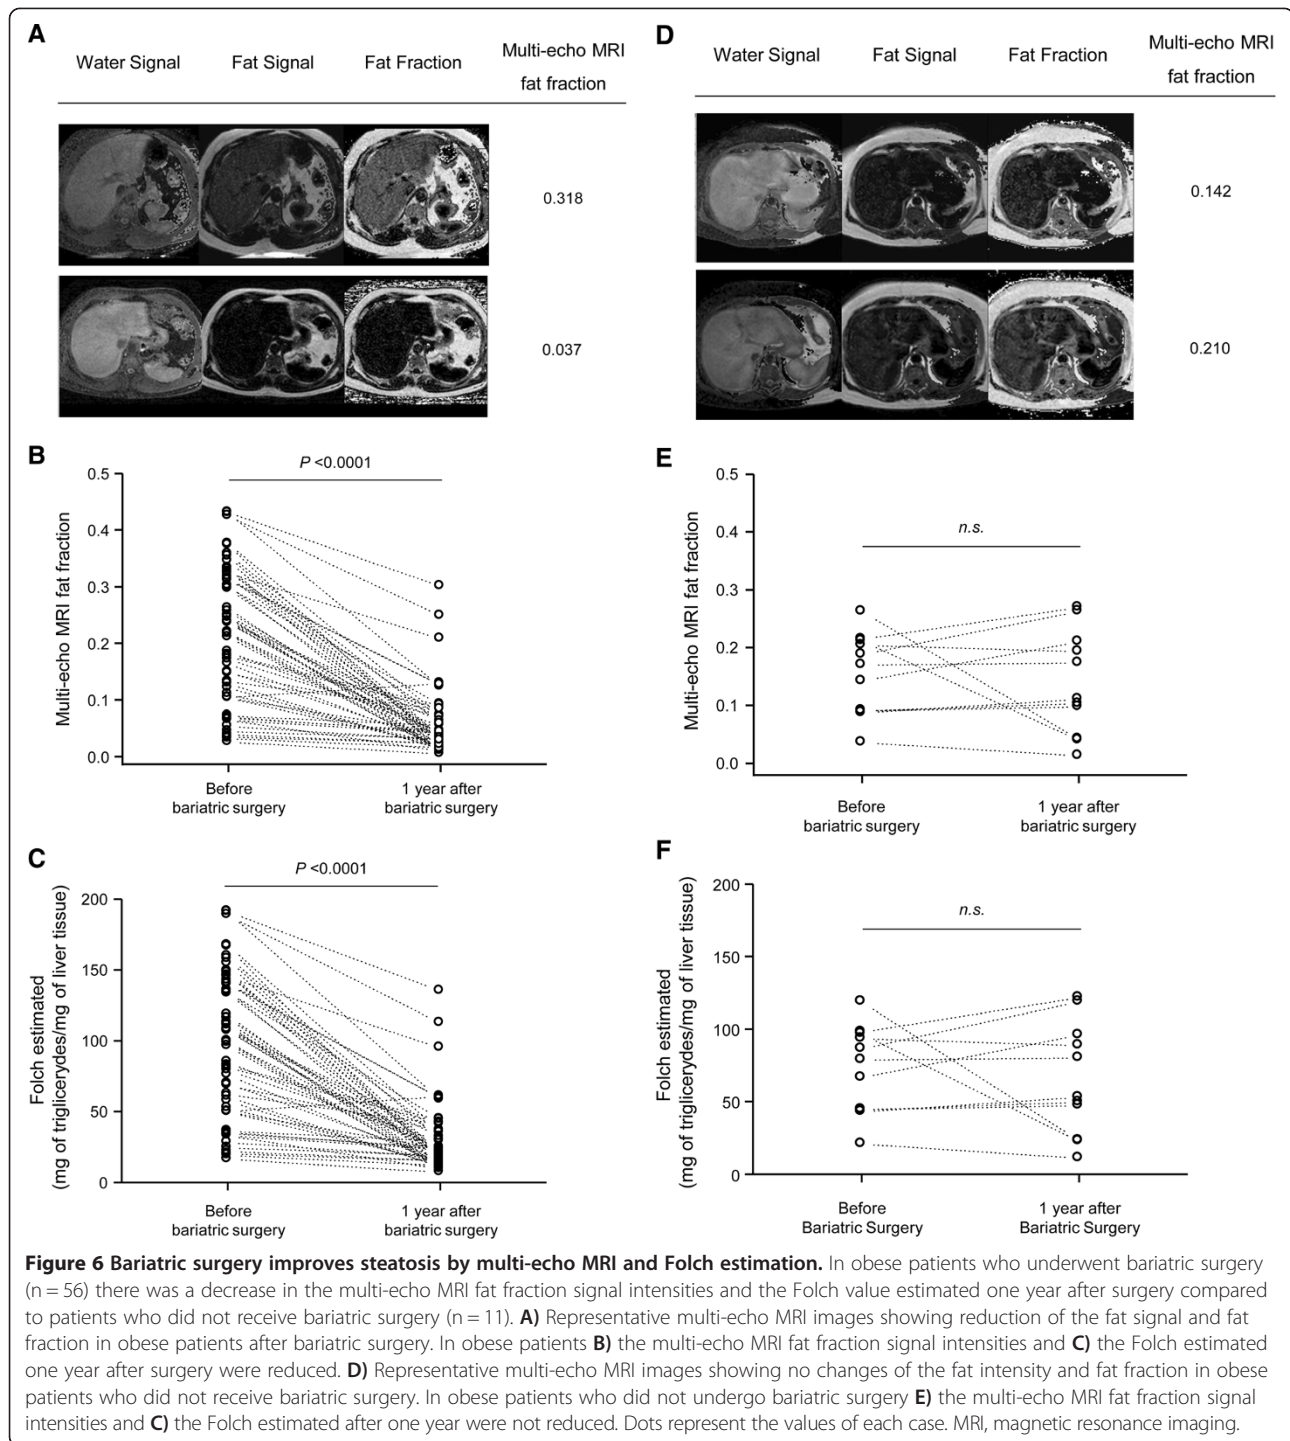 A
Water Signal Fat Signal Fat Fraction Multi-echo MRI
fat fraction
0.318
0.037
B
P <0.0001
Multi-echo MRI fat fraction
0.5
0.4
0.3
0.2
0.1
0.0
Before
bariatric surgery
1 year after
bariatric surgery
C
P <0.0001
Folch estimated
(mg of triglicerydes/mg of liver tissue)
200
150
100
50
0
Before
bariatric surgery
1 year after
bariatric surgery
D
Water Signal Fat Signal Fat Fraction Multi-echo MRI
fat fraction
0.142
0.210
E
n.s.
Multi-echo MRI fat fraction
0.5
0.4
0.3
0.2
0.1
0.0
Before
bariatric surgery
1 year after
bariatric surgery
F
n.s.
Folch estimated
(mg of triglicerydes/mg of liver tissue)
200
150
100
50
0
Before
Bariatric Surgery
1 year after
Bariatric Surgery
Figure 6 Bariatric surgery improves steatosis by multi-echo MRI and Folch estimation. In obese patients who underwent bariatric surgery
(n = 56) there was a decrease in the multi-echo MRI fat fraction signal intensities and the Folch value estimated one year after surgery compared
to patients who did not receive bariatric surgery (n = 11). A) Representative multi-echo MRI images showing reduction of the fat signal and fat
fraction in obese patients after bariatric surgery. In obese patients B) the multi-echo MRI fat fraction signal intensities and C) the Folch estimated
one year after surgery were reduced. D) Representative multi-echo MRI images showing no changes of the fat intensity and fat fraction in obese
patients who did not receive bariatric surgery. In obese patients who did not undergo bariatric surgery E) the multi-echo MRI fat fraction signal
intensities and C) the Folch estimated after one year were not reduced. Dots represent the values of each case. MRI, magnetic resonance imaging.